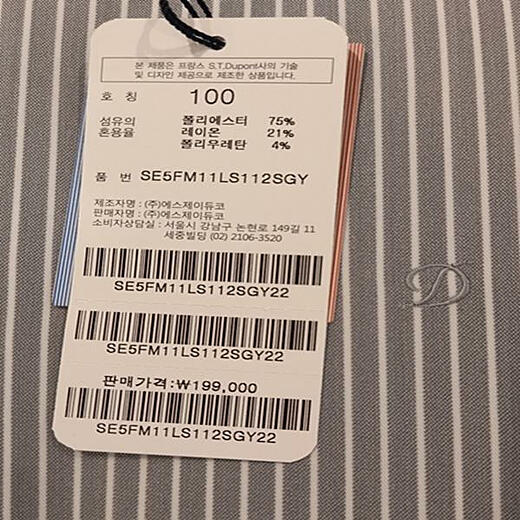 본 제품은 프랑스 S,T,Dupont사의 기술
및 디자인 제공으로 제조한 상품입니다.
호 칭 100
섬유의 폴리에스터 75%
혼용율 레이온 21%
폴리우레탄 4%
품 번 SE5FM11LS112SGY
제조자명 : (주)에스제이듀코
판매자명 : (주)에스제이듀코
소비자상담실 : 서울시 강남구 논현로 149길 11
세중빌딩 (02) 2106-3520
SE5FM11LS112SGY22
SE5FM11LS112SGY22
판매가격:₩199,000
SE5FM11LS112SGY22
D